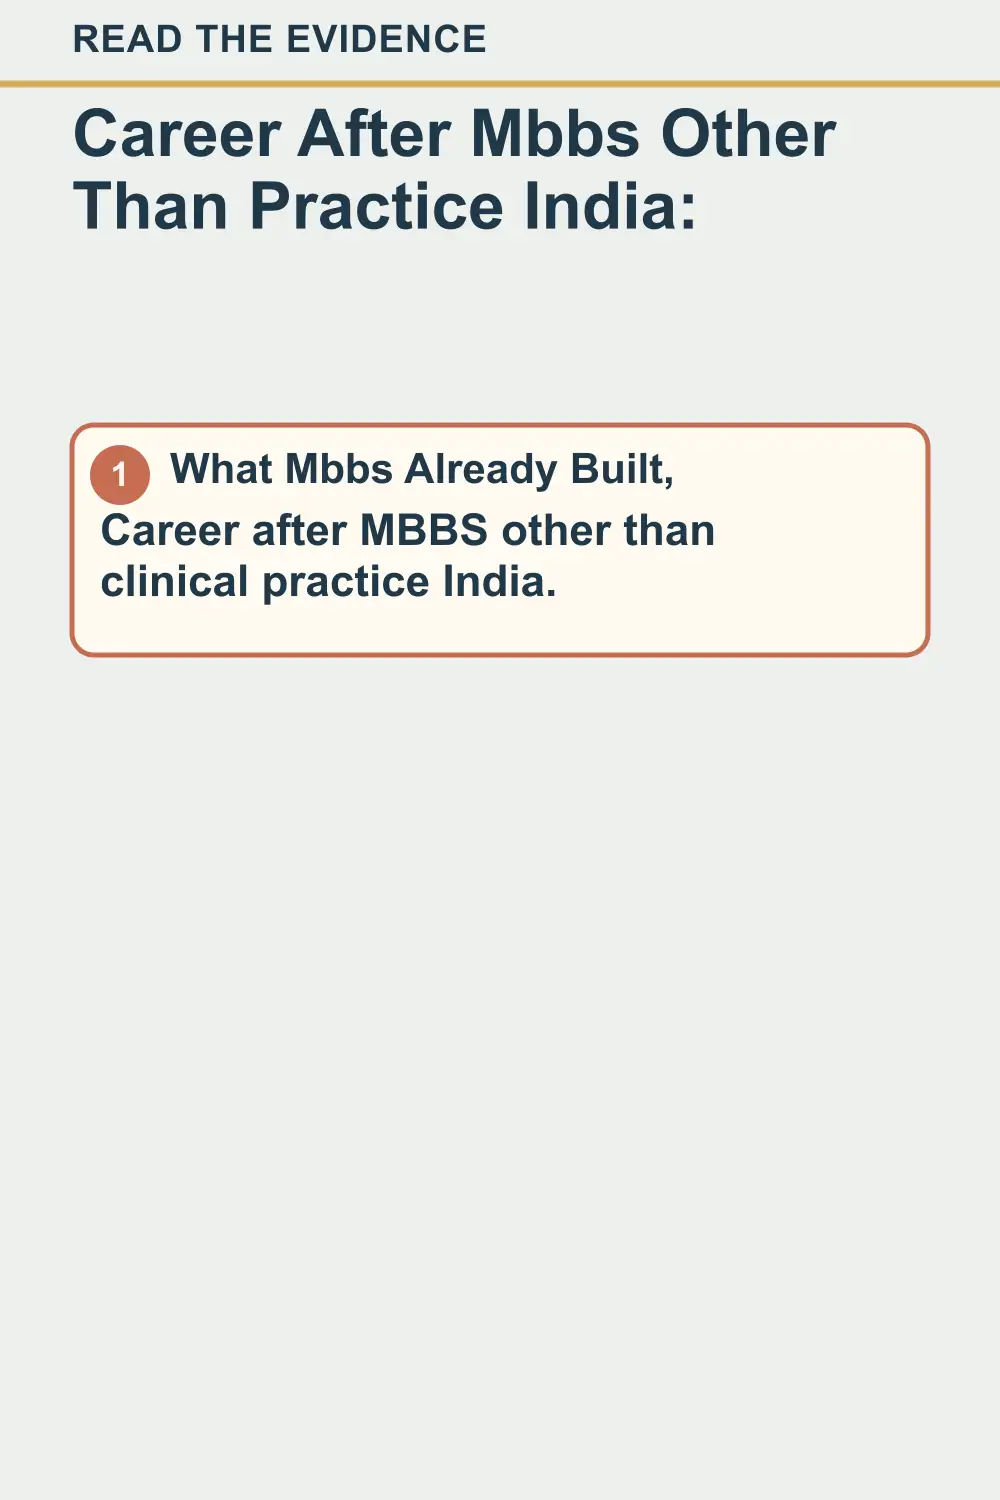 READ THE EVIDENCE
Career After Mbbs Other
Than Practice India:
1 What Mbbs Already Built,
Career after MBBS other than
clinical practice India.